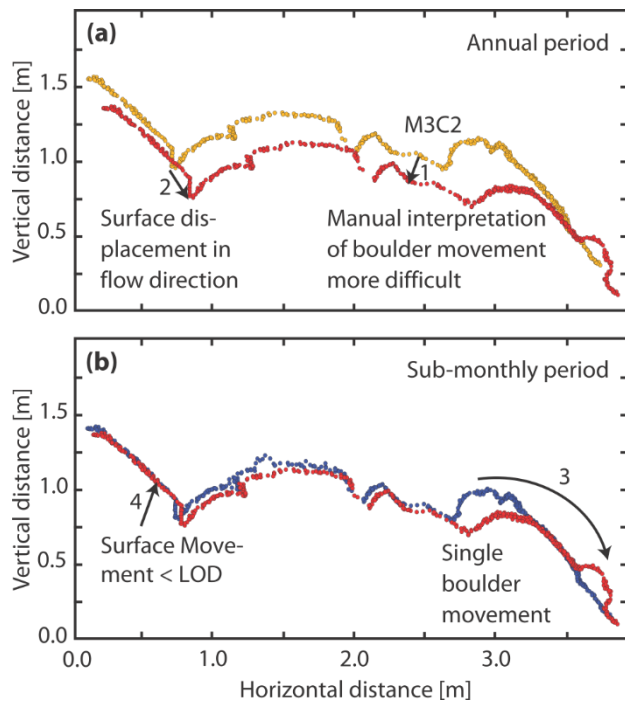 (a)
Annual period
Vertical distance [m]
1.5
1.0
0.5
0.0
M3C2
1
2
Surface dis-
placement in
flow direction
Manual interpretation
of boulder movement
more difficult
(b)
Sub-monthly period
Vertical distance [m]
1.5
1.0
0.5
0.0
3
4
Surface Move-
ment < LOD
Single
boulder
movement
0.0
1.0
2.0
3.0
Horizontal distance [m]